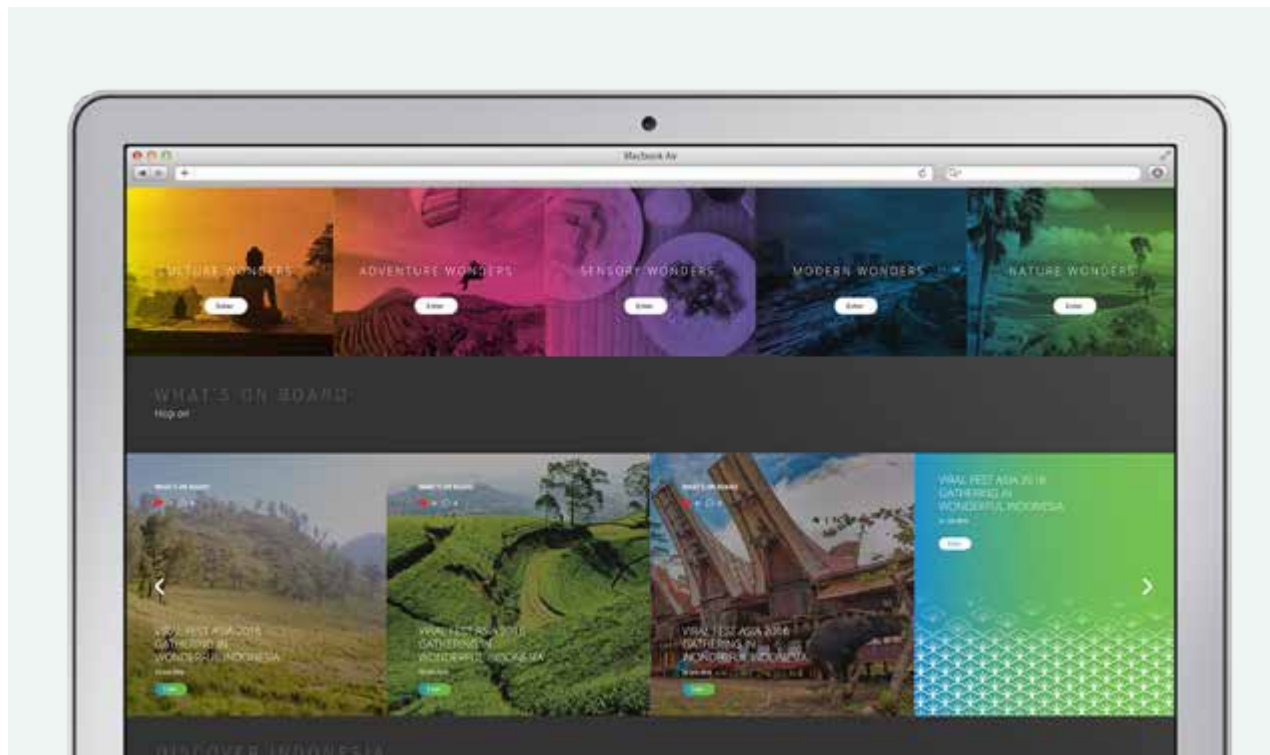 Macbook Air
CULTURE WONDERS
ADVENTURE WONDERS
SENSORY WONDERS
MODERN WONDERS
NATURE WONDERS
Enter
Enter
Enter
Enter
Enter
WHAT'S ON BOARD
Hop on!
WHAT'S ON BOARD
VIRAL FEST ASIA 2016
GATHERING IN
WONDERFUL INDONESIA
WHAT'S ON BOARD
VIRAL FEST ASIA 2016
GATHERING IN
WONDERFUL INDONESIA
WHAT'S ON BOARD
VIRAL FEST ASIA 2016
GATHERING IN
WONDERFUL INDONESIA
VIRAL FEST ASIA 2016
GATHERING IN
WONDERFUL INDONESIA
DISCOVER INDONESIA